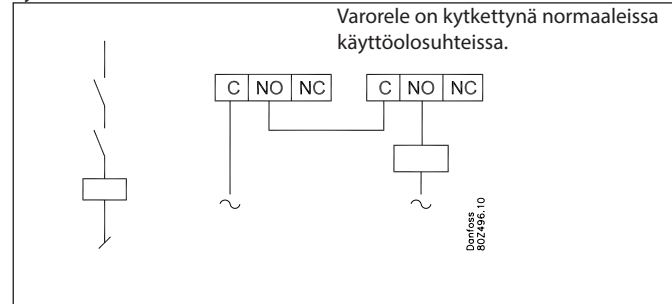 Varorele on kytkettynä normaaleissa
käyttöolosuhteissa.
C NO NC
C NO NC
Danfoss
80Z496.10